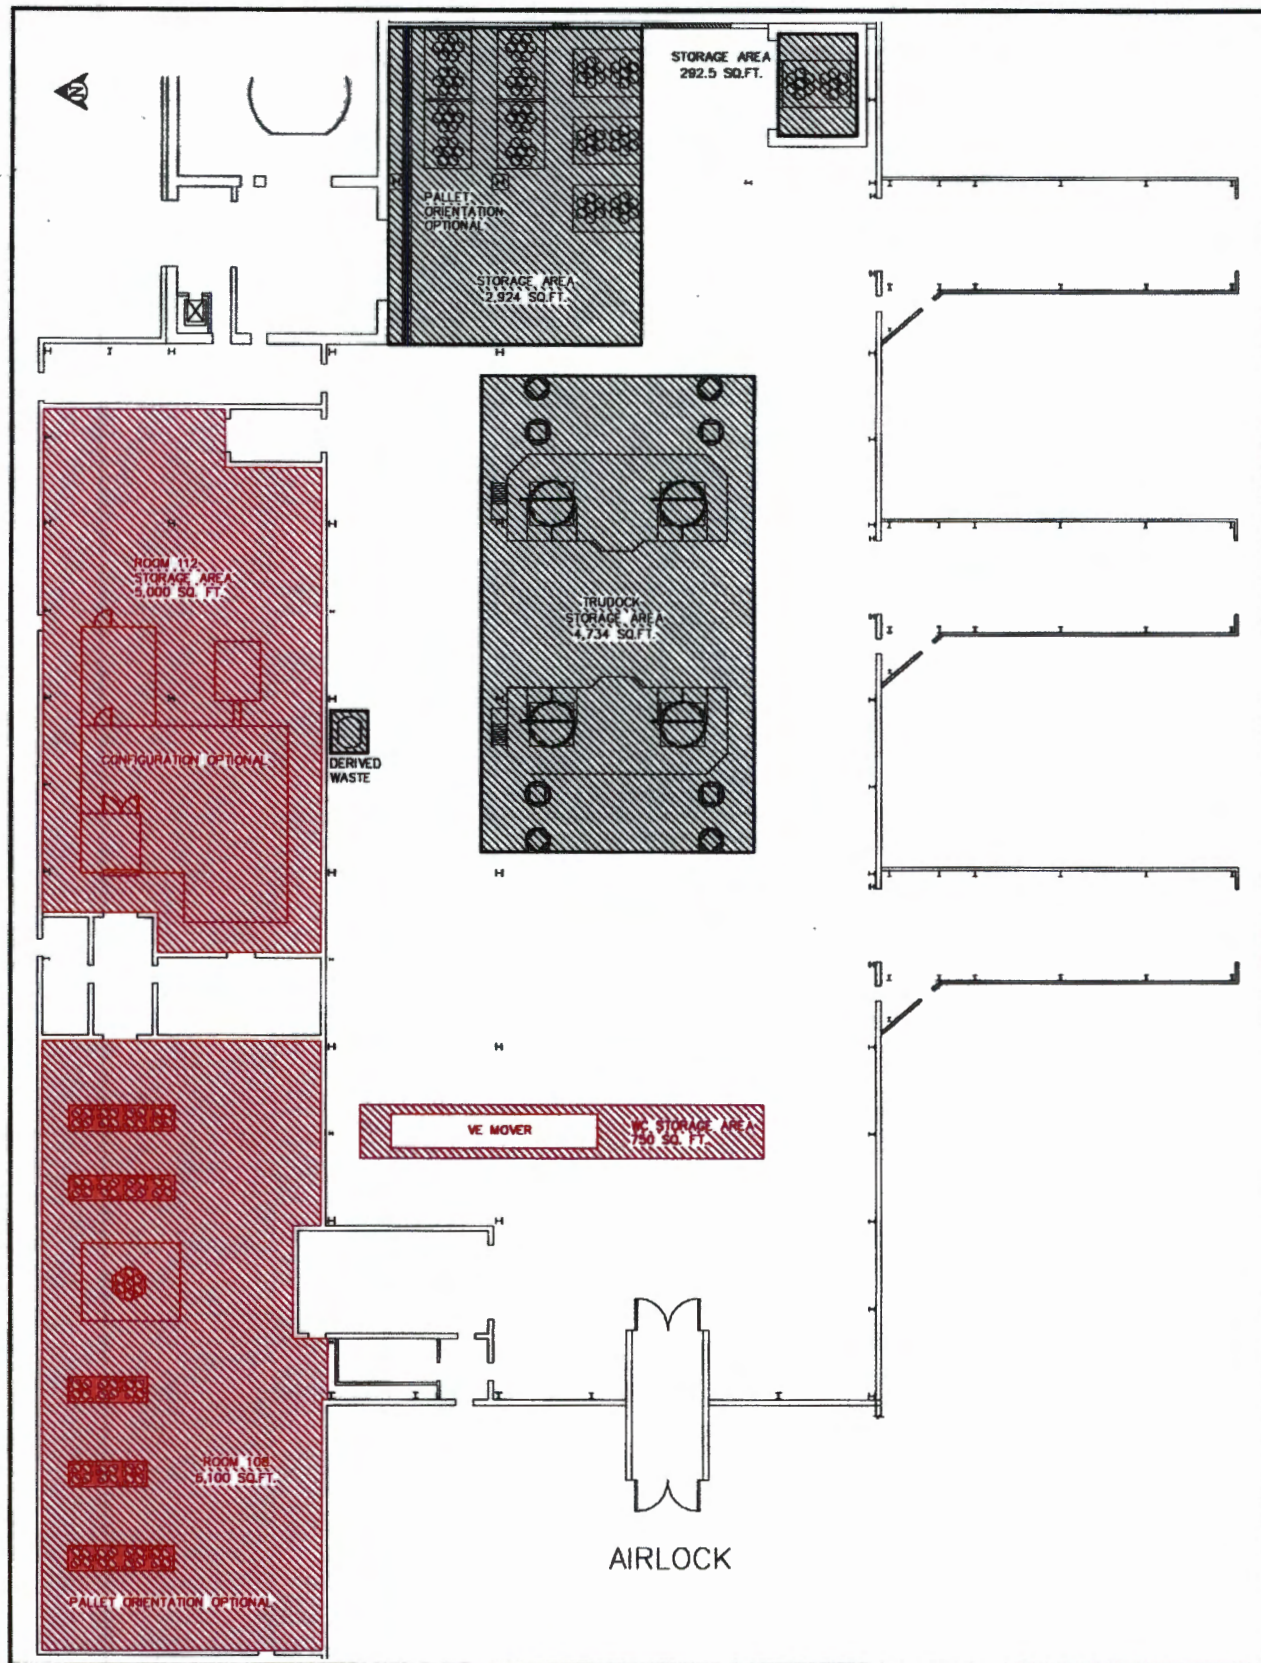 N
STORAGE AREA
292.5 SQ.FT.
PALLET
ORIENTATION
OPTIONAL
STORAGE AREA
2,924 SQ.FT.
ROOM 112
STORAGE AREA
5,000 SQ. FT.
TRUDOCK
STORAGE AREA
4,734 SQ.FT.
CONFIGURATION OPTIONAL
DERIVED
WASTE
VE MOVER
WC STORAGE AREA
750 SQ. FT.
ROOM 108
6,100 SQ.FT.
AIRLOCK
PALLET ORIENTATION OPTIONAL